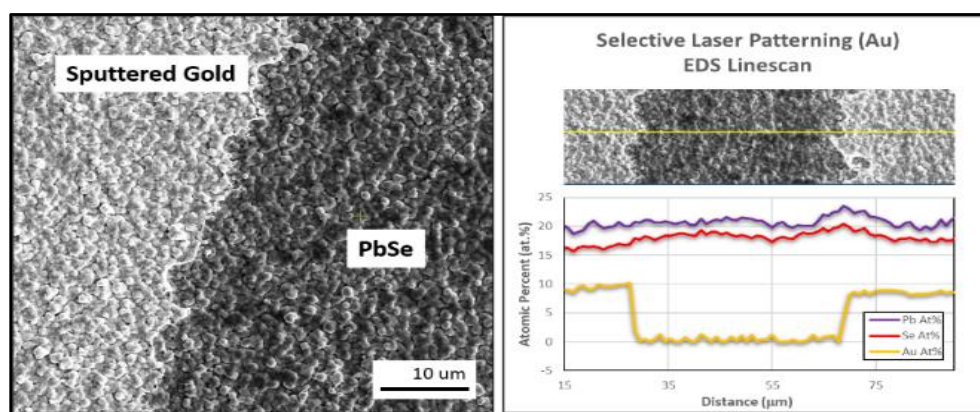 Sputtered Gold
PbSe
10 um
Selective Laser Patterning (Au)
EDS Linescan
Atomic Percent (at.%)
25
20
15
10
5
0
-5
Pb At%
Se At%
Au At%
15
35
55
75
Distance (μm)